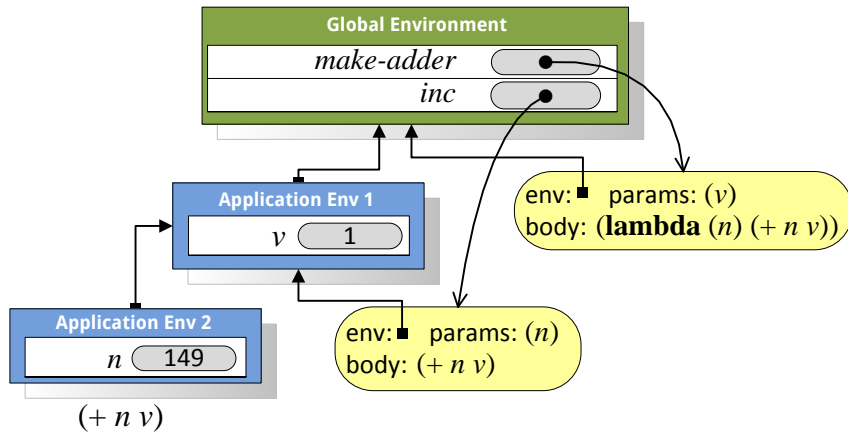 Global Environment
make-adder
inc
Application Env 1
v 1
env: params: (v)
body: (lambda (n) (+ n v))
Application Env 2
n 149
env: params: (n)
body: (+ n v)
(+ n v)